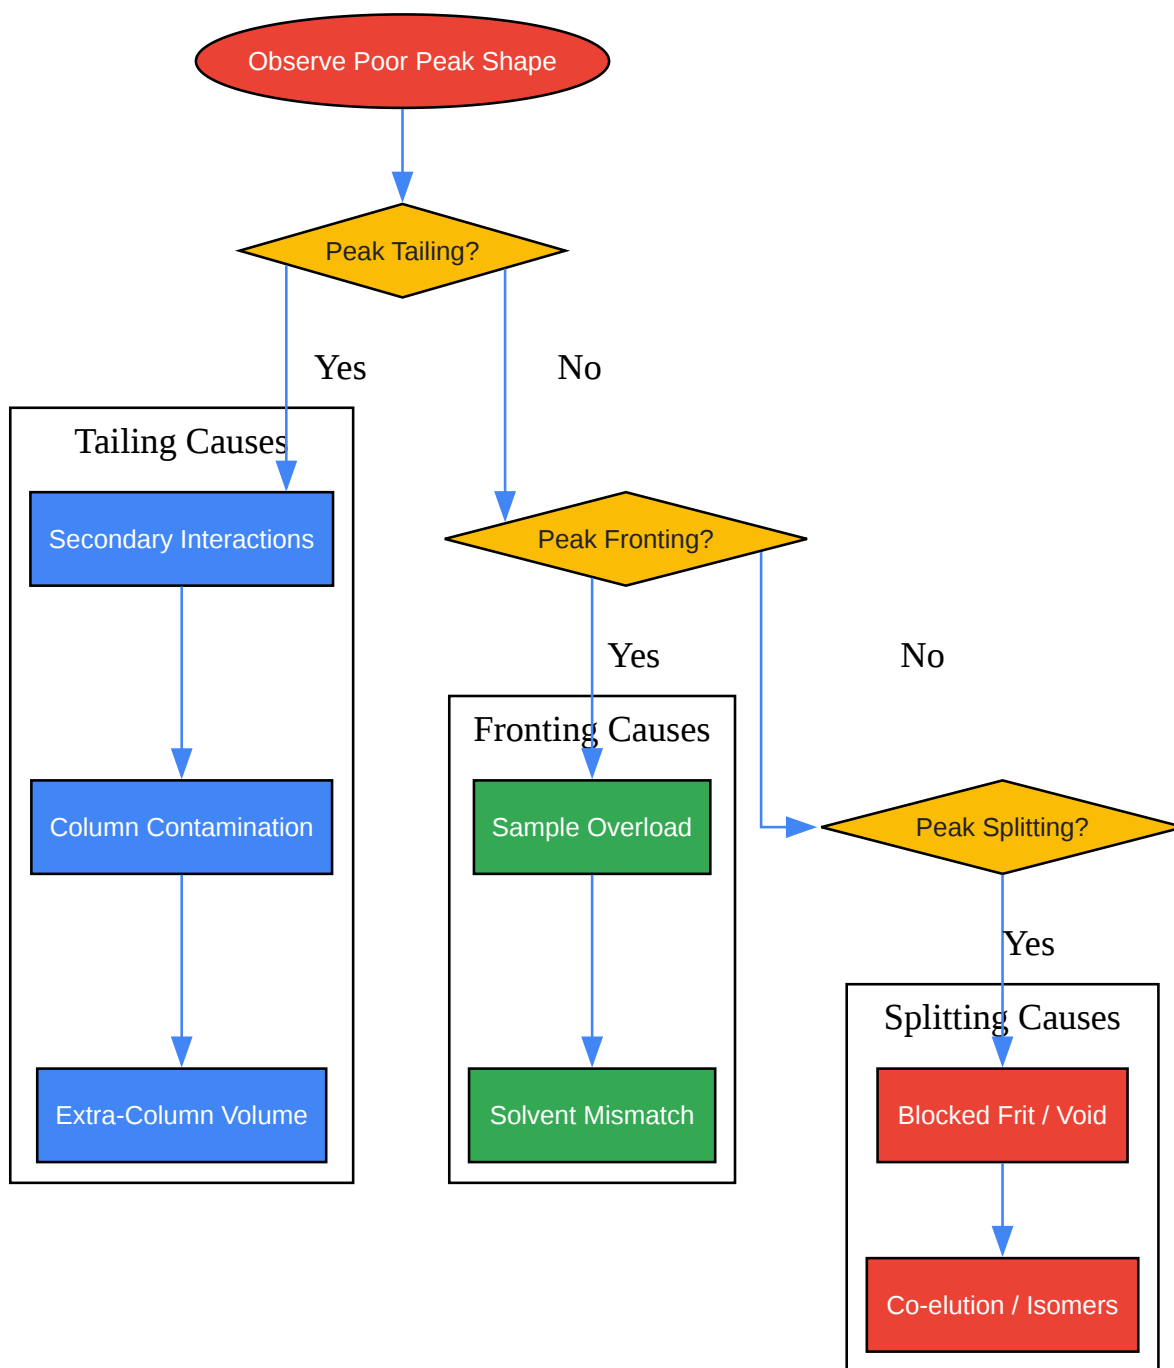 Observe Poor Peak Shape
Peak Tailing?
Yes
No
Tailing Causes
Secondary Interactions
Peak Fronting?
Yes
No
Fronting Causes
Column Contamination
Sample Overload
Peak Splitting?
Yes
Splitting Causes
Extra-Column Volume
Solvent Mismatch
Blocked Frit / Void
Co-elution / Isomers